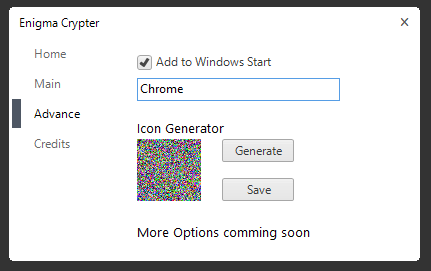 Enigma Crypter
Home
Main
Advance
Credits
Add to Windows Start
Chrome
Icon Generator
Generate
Save
More Options comming soon